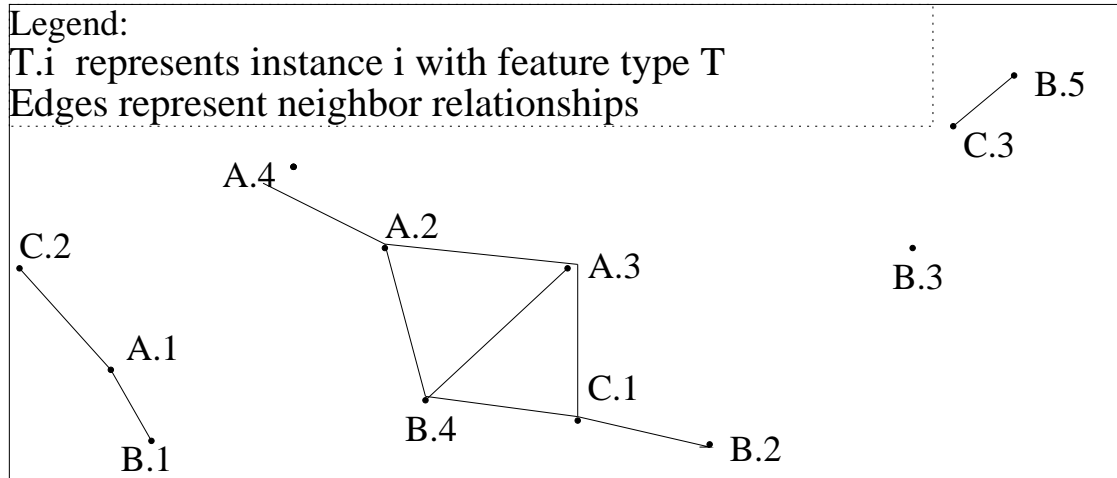 Legend:
T.i represents instance i with feature type T
Edges represent neighbor relationships
B.5
C.3
A.4
A.2
C.2
A.3
B.3
A.1
C.1
B.4
B.2
B.1